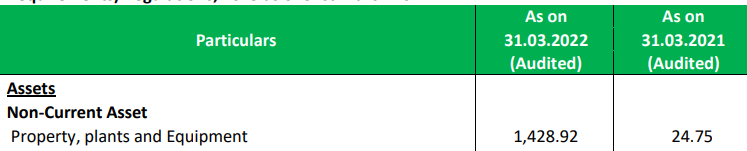 Particulars
As on 31.03.2022 (Audited)
As on 31.03.2021 (Audited)
Assets
Non-Current Asset
Property, plants and Equipment 1,428.92 24.75